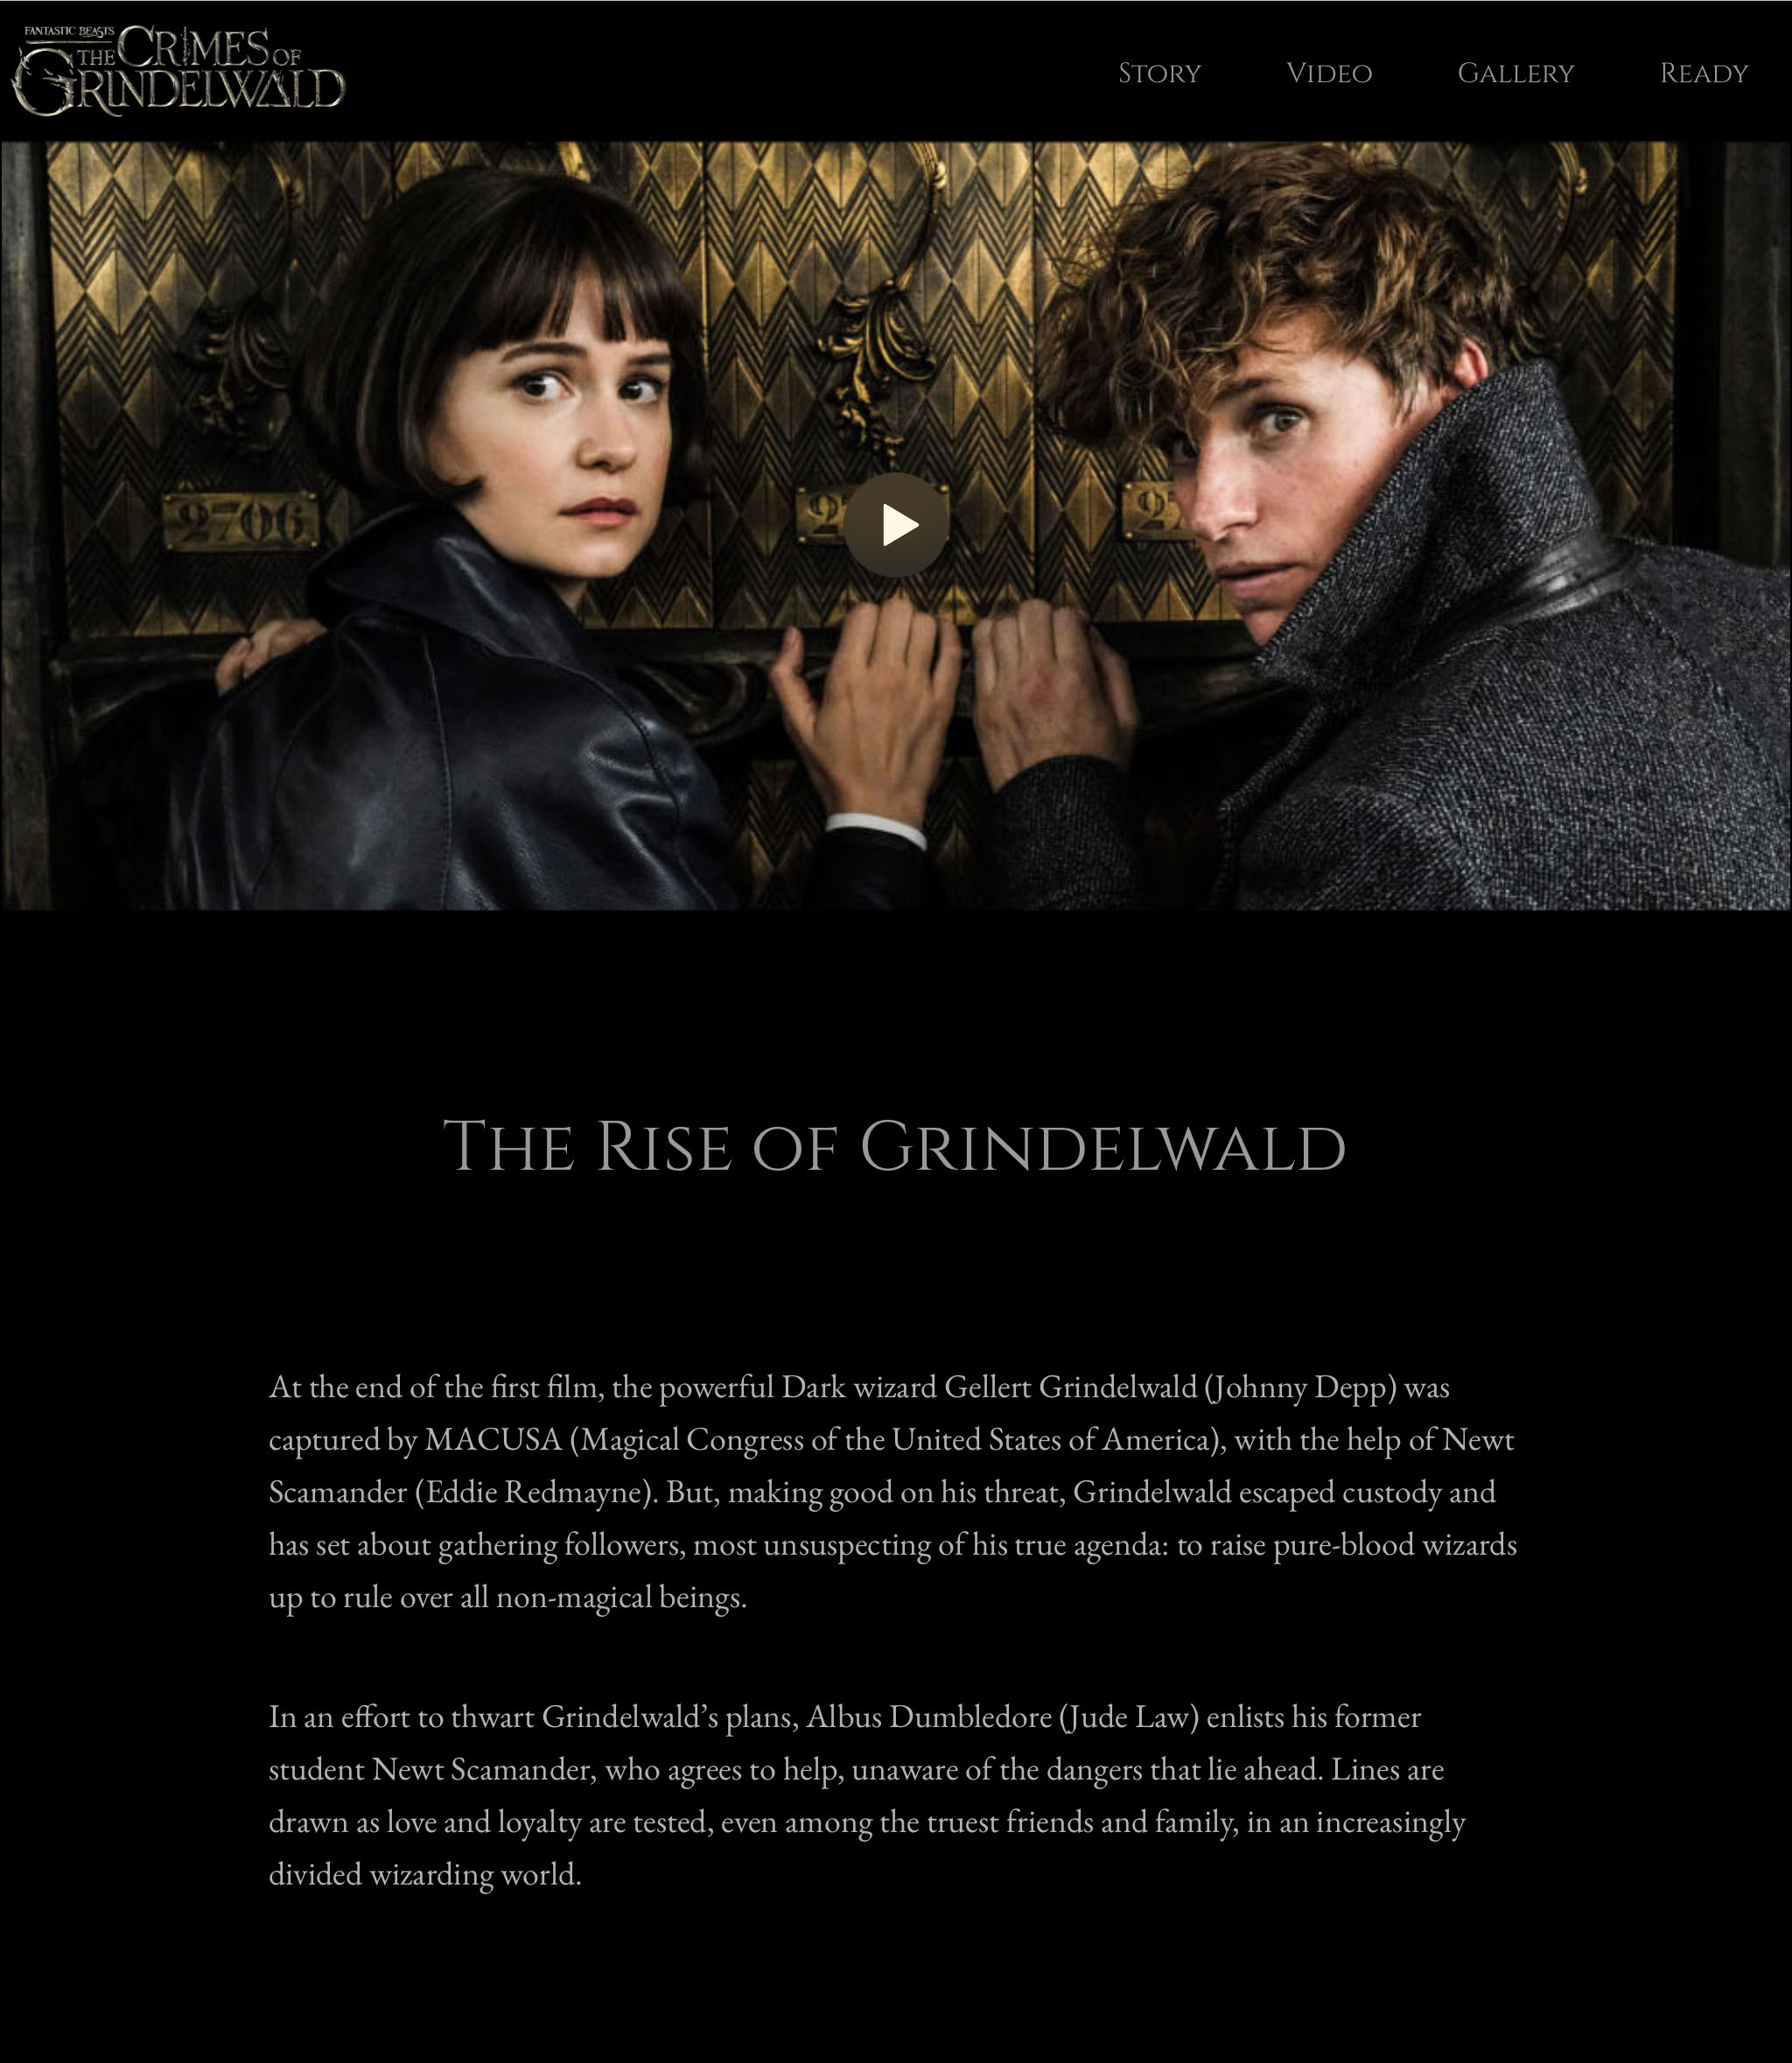 FANTASTIC BEASTS
THE CRIMES OF
GRINDELWALD
STORY VIDEO GALLERY READY
2706
THE RISE OF GRINDELWALD
At the end of the first film, the powerful Dark wizard Gellert Grindelwald (Johnny Depp) was
captured by MACUSA (Magical Congress of the United States of America), with the help of Newt
Scamander (Eddie Redmayne). But, making good on his threat, Grindelwald escaped custody and
has set about gathering followers, most unsuspecting of his true agenda: to raise pure-blood wizards
up to rule over all non-magical beings.
In an effort to thwart Grindelwald’s plans, Albus Dumbledore (Jude Law) enlists his former
student Newt Scamander, who agrees to help, unaware of the dangers that lie ahead. Lines are
drawn as love and loyalty are tested, even among the truest friends and family, in an increasingly
divided wizarding world.